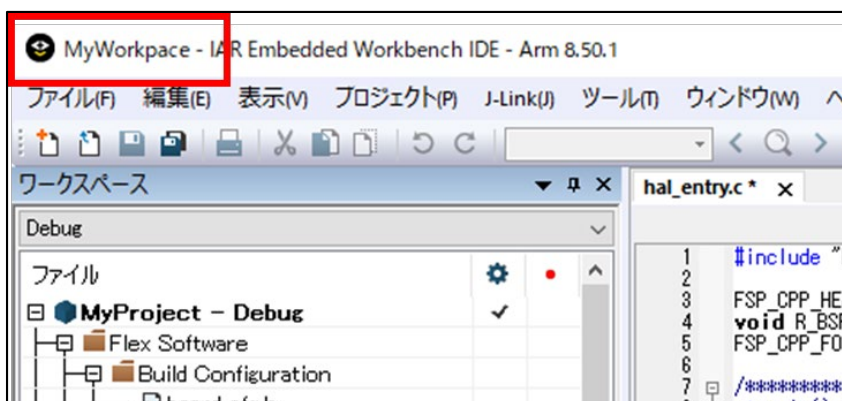 MyWorkpace - IAR Embedded Workbench IDE - Arm 8.50.1
ファイル(F) 編集(E) 表示(V) プロジェクト(P) J-Link(J) ツール(T) ウィンドウ(W)
ワークスペース
hal_entry.c * x
Debug
ファイル
MyProject - Debug
Flex Software
Build Configuration
1 #include "
2
3 FSP_CPP_HE
4 void R_BSP
5 FSP_CPP_FO
6
7 /*********